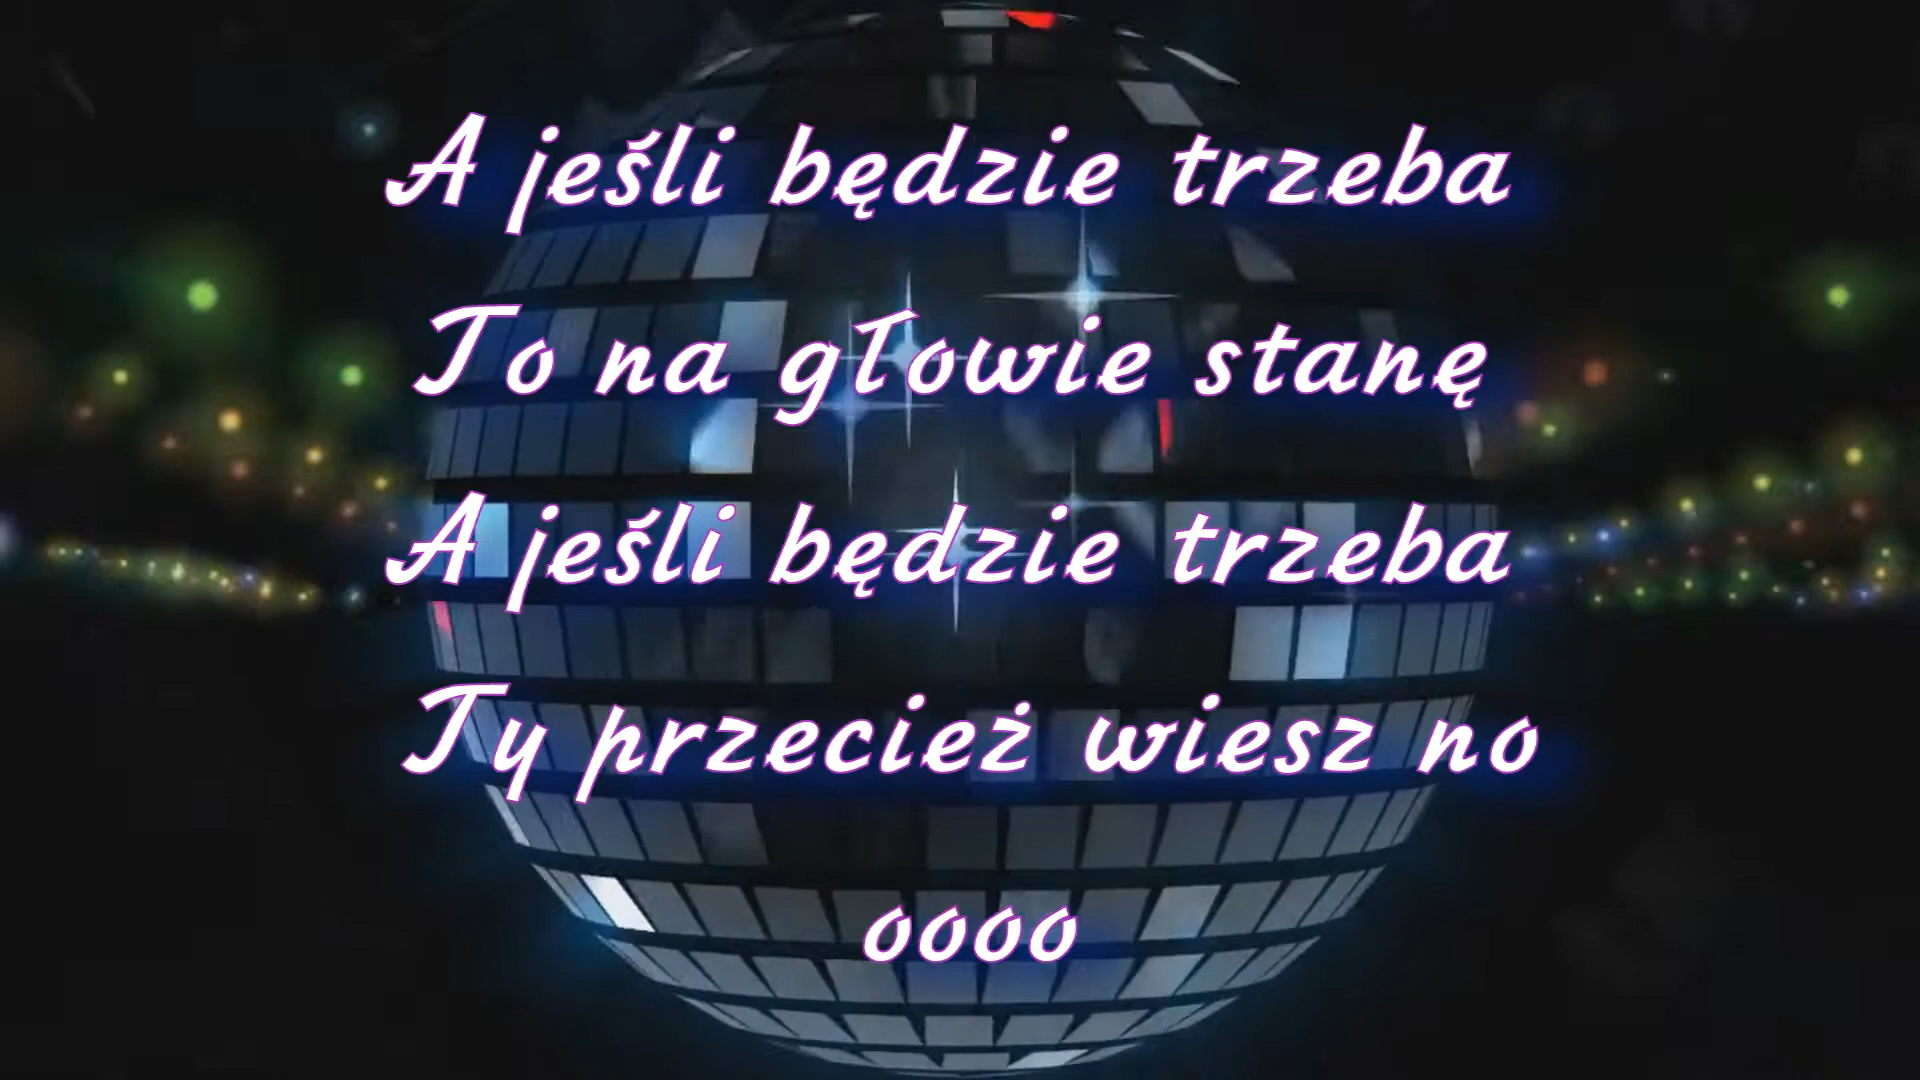 A jeśli będzie trzeba
To na głowie stanę
A jeśli będzie trzeba
Ty przecież wiesz no
oooo